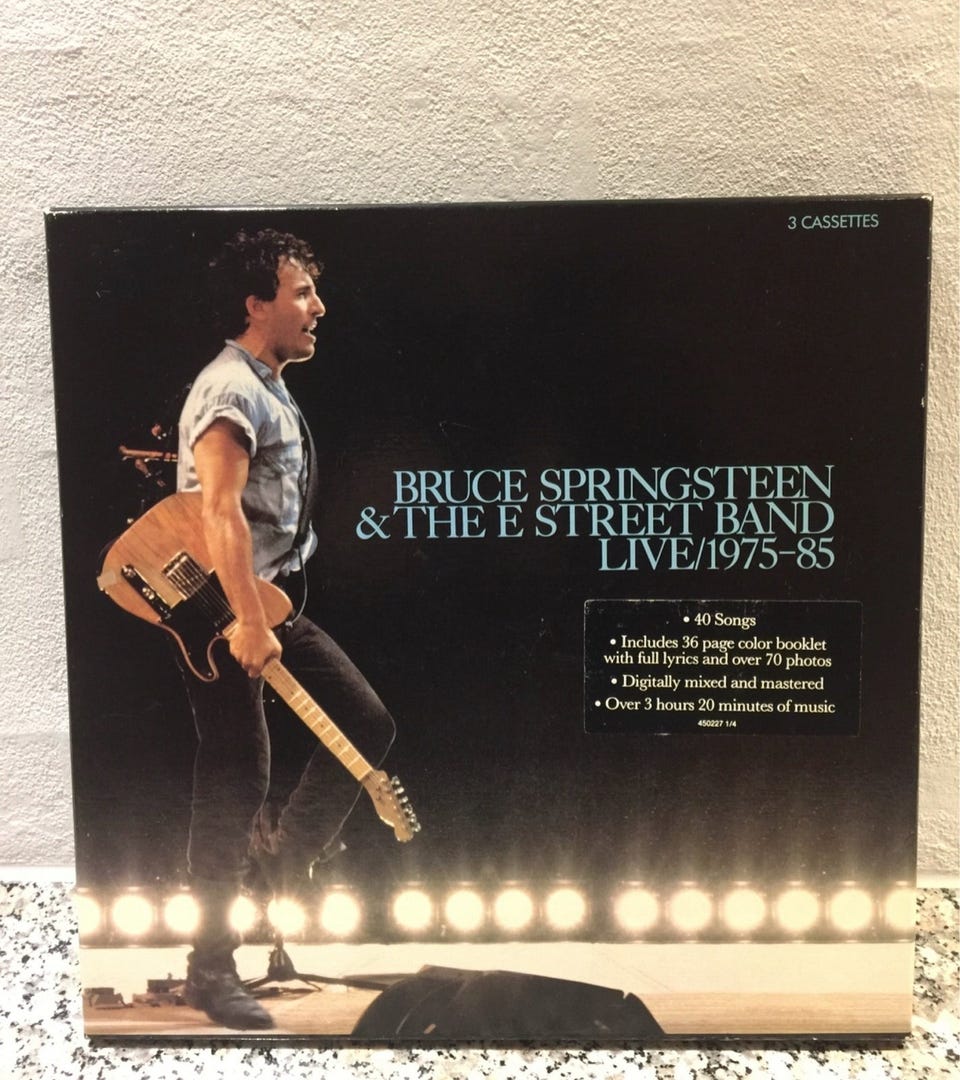 3 CASSETTES
BRUCE SPRINGSTEEN
& THE E STREET BAND
LIVE/1975-85
• 40 Songs
• Includes 36 page color booklet
with full lyrics and over 70 photos
• Digitally mixed and mastered
• Over 3 hours 20 minutes of music
450227 1/4